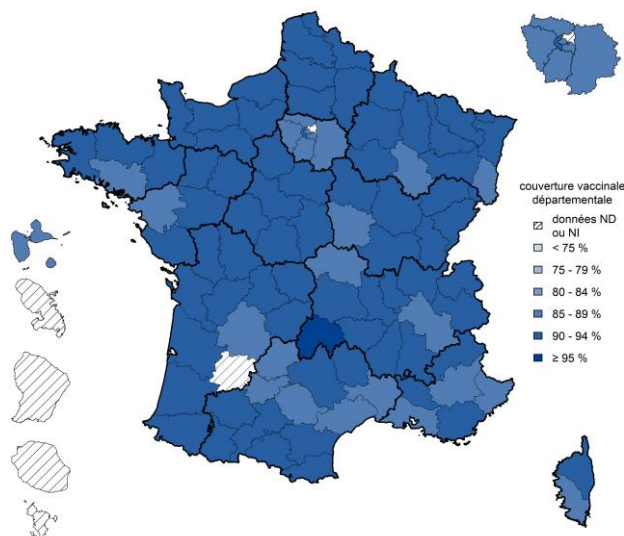 couverture vaccinale
départementale
données ND
ou NI
< 75 %
75 - 79 %
80 - 84 %
85 - 89 %
90 - 94 %
≥ 95 %